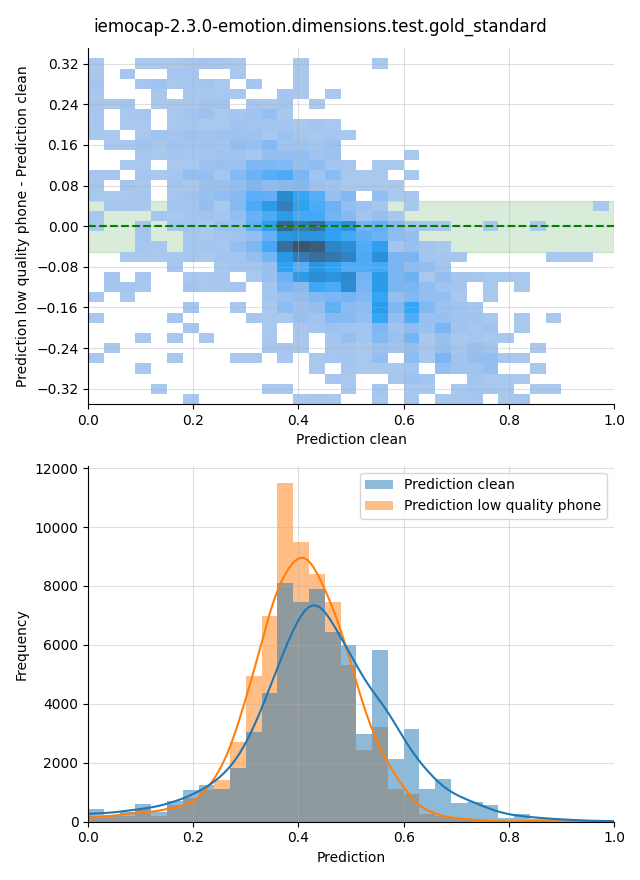 iemocap-2.3.0-emotion.dimensions.test.gold_standard
Prediction low quality phone - Prediction clean
0.32
0.24
0.16
0.08
0.00
−0.08
−0.16
−0.24
−0.32
0.0 0.2 0.4 0.6 0.8 1.0
Prediction clean
Frequency
12000
10000
8000
6000
4000
2000
0
Prediction clean
Prediction low quality phone
0.0 0.2 0.4 0.6 0.8 1.0
Prediction